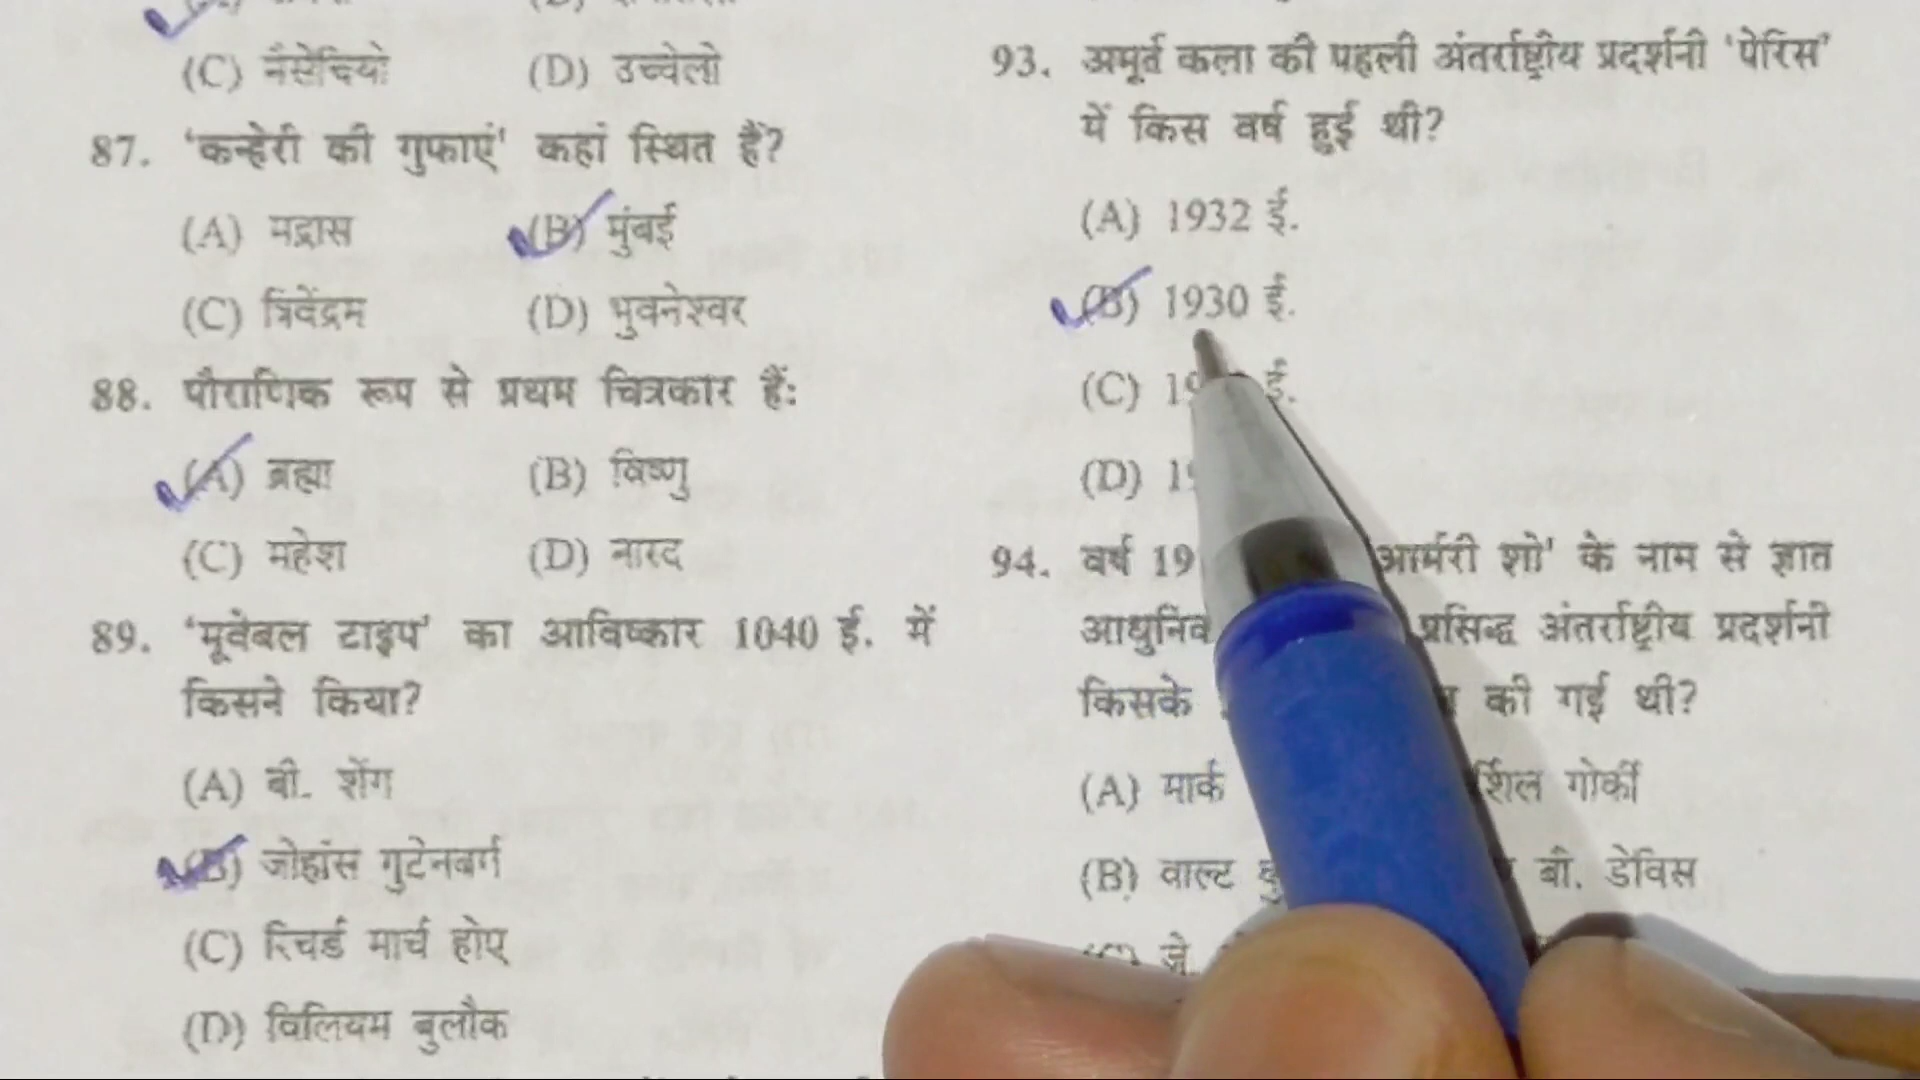 (C) नैसेदियो (D) उच्चेलो
87. 'कन्हेरी की गुफाएं' कहां स्थित हैं?
(A) मद्रास (B) मुंबई
(C) त्रिवेंद्रम (D) भुवनेश्वर
88. पौराणिक रूप से प्रथम चित्रकार हैं:
(A) ब्रह्मा (B) विष्णु
(C) महेश (D) नारद
89. 'मूवेबल टाइप' का आविष्कार 1040 ई. में
किसने किया?
(A) बी. शेंग
(B) जोहांस गुटेनबर्ग
(C) रिचर्ड मार्च होए
(D) विलियम बुलौक
93. अमूर्त कला की पहली अंतर्राष्ट्रीय प्रदर्शनी 'पेरिस'
में किस वर्ष हुई थी?
(A) 1932 ई.
(B) 1930 ई.
(C) ई.
(D)
94. वर्ष आर्मरी शो' के नाम से ज्ञात
प्रसिद्ध अंतर्राष्ट्रीय प्रदर्शनी
किसके की गई थी?
(A) मार्क गोर्की
(B) वाल्ट बी. डेविस
जे.